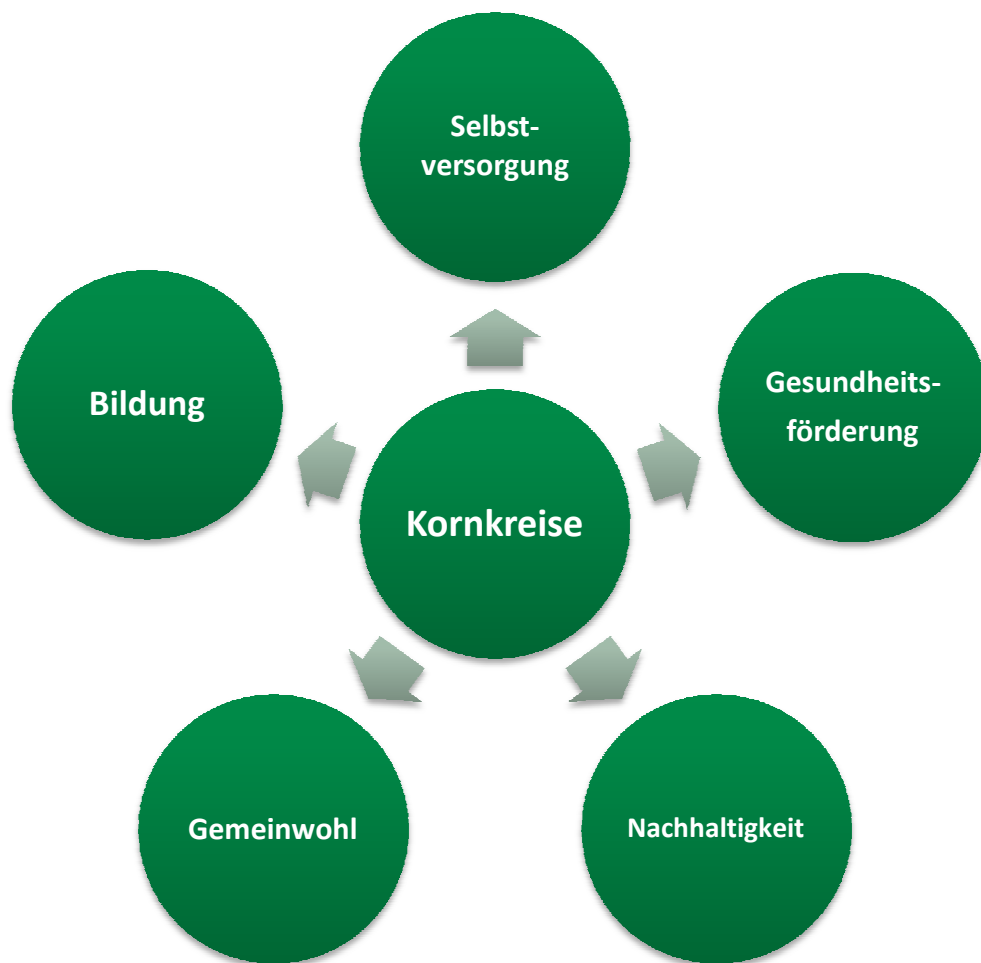 Selbst-
versorgung
Bildung
Gesundheits-
förderung
Kornkreise
Gemeinwohl
Nachhaltigkeit